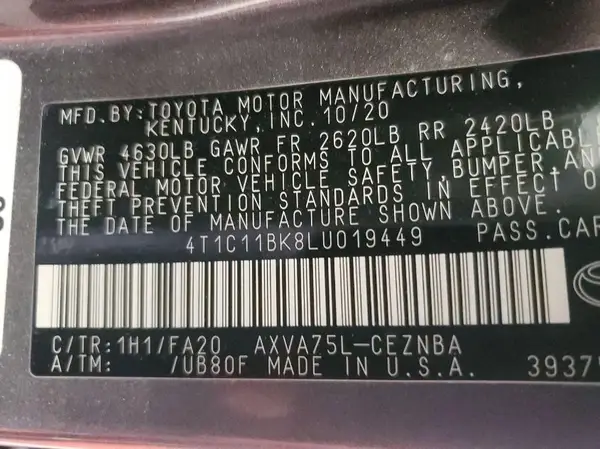 MFD.BY:TOYOTA MOTOR MANUFACTURING,
KENTUCKY,INC.10/20
GVWR 4630LB GAWR FR 2620LB RR 2420LB
THIS VEHICLE CONFORMS TO ALL APPLICABLE
FEDERAL MOTOR VEHICLE SAFETY,BUMPER,AN
THEFT PREVENTION STANDARDS IN EFFECT O
THE DATE OF MANUFACTURE SHOWN ABOVE.
4T1C11BK8LU019449 PASS.CAR
C/TR:1H1/FA20 AXVA75L-CEZNBA
A/TM: /UB80F MADE IN U.S.A. 3937